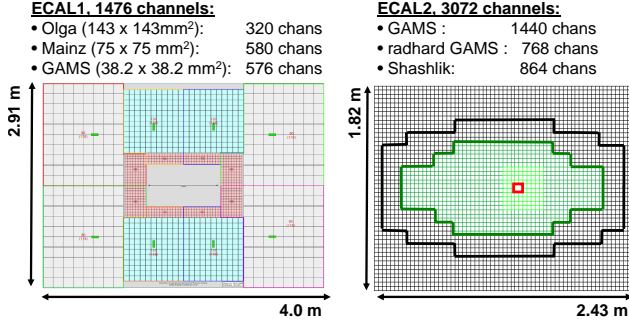 ECAL1, 1476 channels:
• Olga (143 x 143mm²): 320 chans
• Mainz (75 x 75 mm²): 580 chans
• GAMS (38.2 x 38.2 mm²): 576 chans
2.91 m
4.0 m
ECAL2, 3072 channels:
• GAMS : 1440 chans
• radhard GAMS : 768 chans
• Shashlik: 864 chans
1.82 m
2.43 m